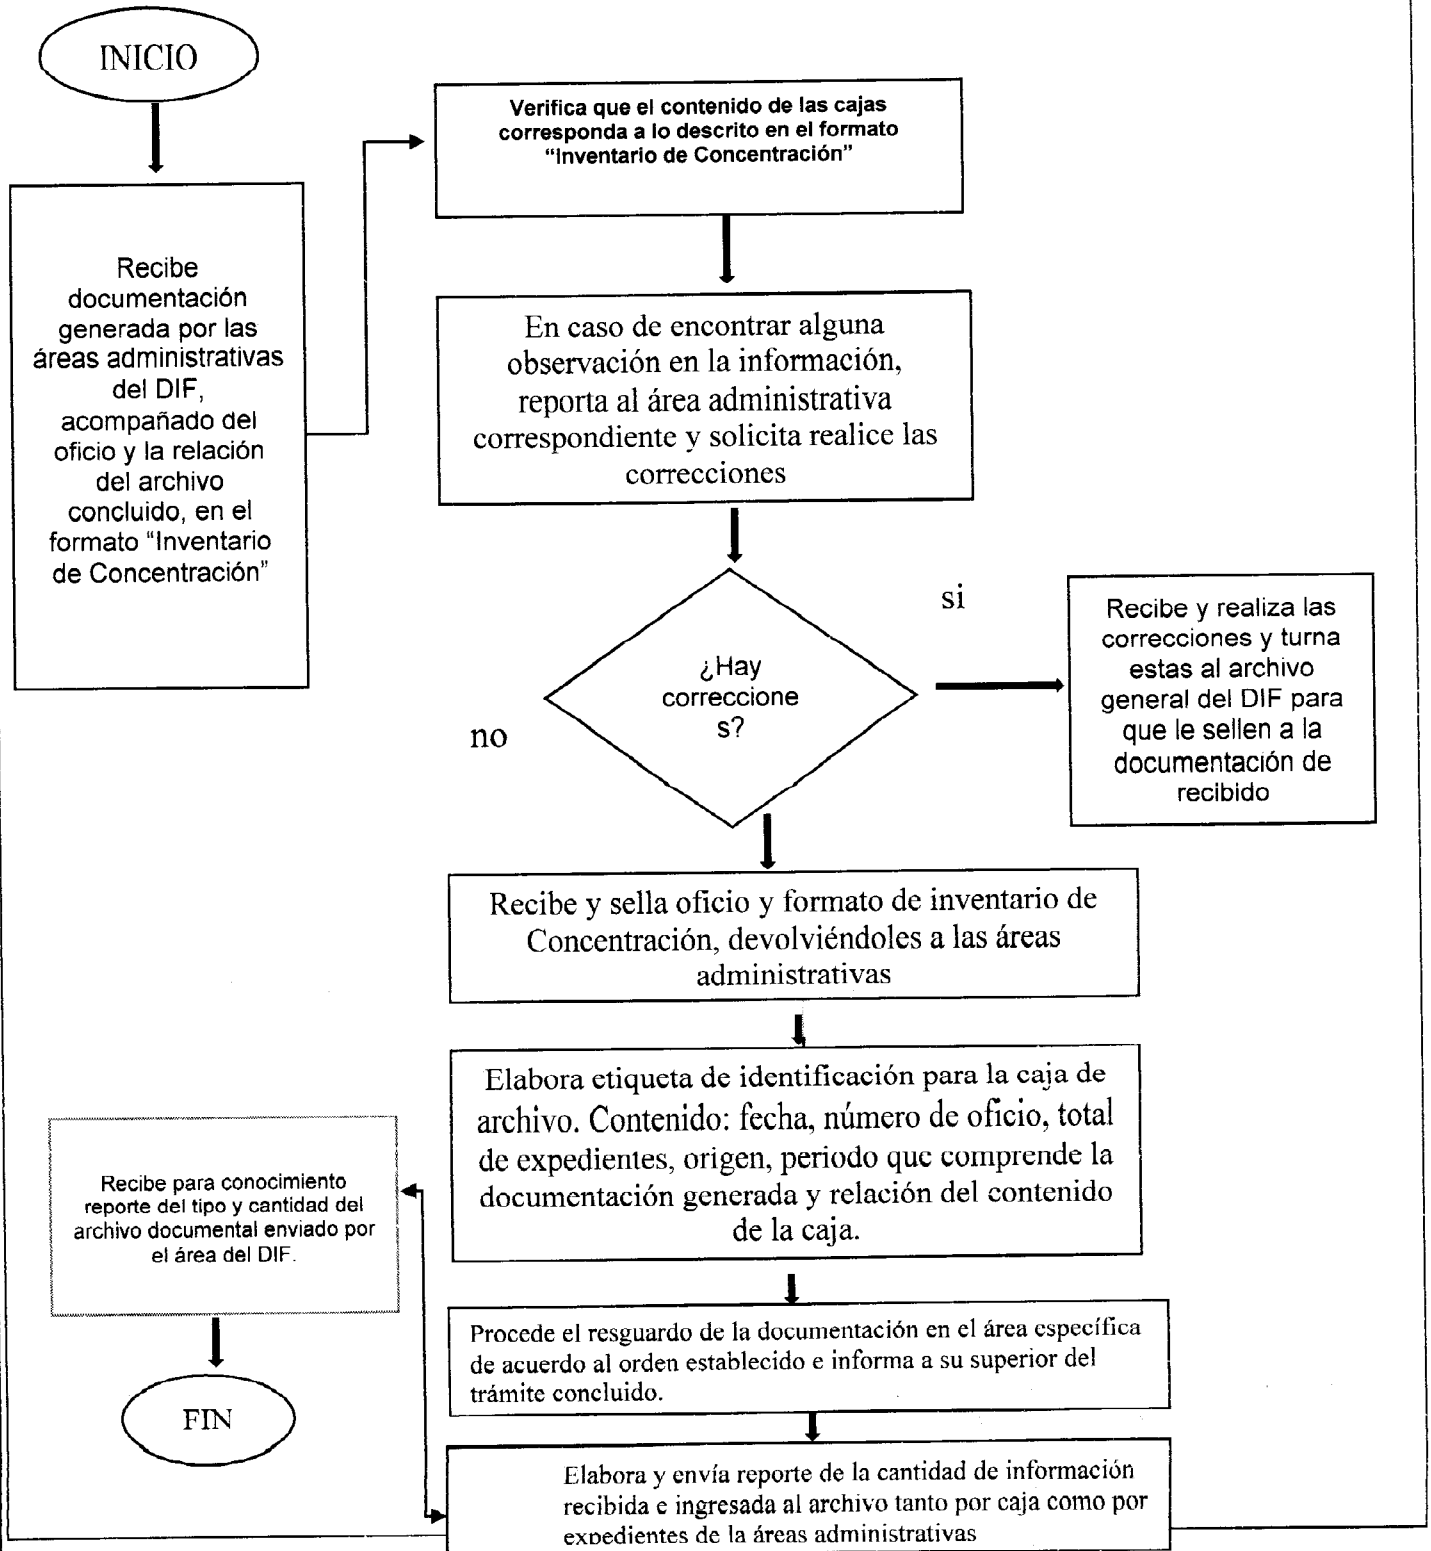 INICIO
Recibe
documentación
generada por las
áreas administrativas
del DIF,
acompañado del
oficio y la relación
del archivo
concluido, en el
formato “Inventario
de Concentración”
Verifica que el contenido de las cajas
corresponda a lo descrito en el formato
“Inventario de Concentración”
En caso de encontrar alguna
observación en la información,
reporta al área administrativa
correspondiente y solicita realice las
correcciones
¿Hay
correccione
s?
si
no
Recibe y realiza las
correcciones y turna
estas al archivo
general del DIF para
que le sellen a la
documentación de
recibido
Recibe y sella oficio y formato de inventario de
Concentración, devolviéndoles a las áreas
administrativas
Elabora etiqueta de identificación para la caja de
archivo. Contenido: fecha, número de oficio, total
de expedientes, origen, periodo que comprende la
documentación generada y relación del contenido
de la caja.
Procede el resguardo de la documentación en el área específica
de acuerdo al orden establecido e informa a su superior del
trámite concluido.
Elabora y envía reporte de la cantidad de información
recibida e ingresada al archivo tanto por caja como por
expedientes de la áreas administrativas
Recibe para conocimiento
reporte del tipo y cantidad del
archivo documental enviado por
el área del DIF.
FIN